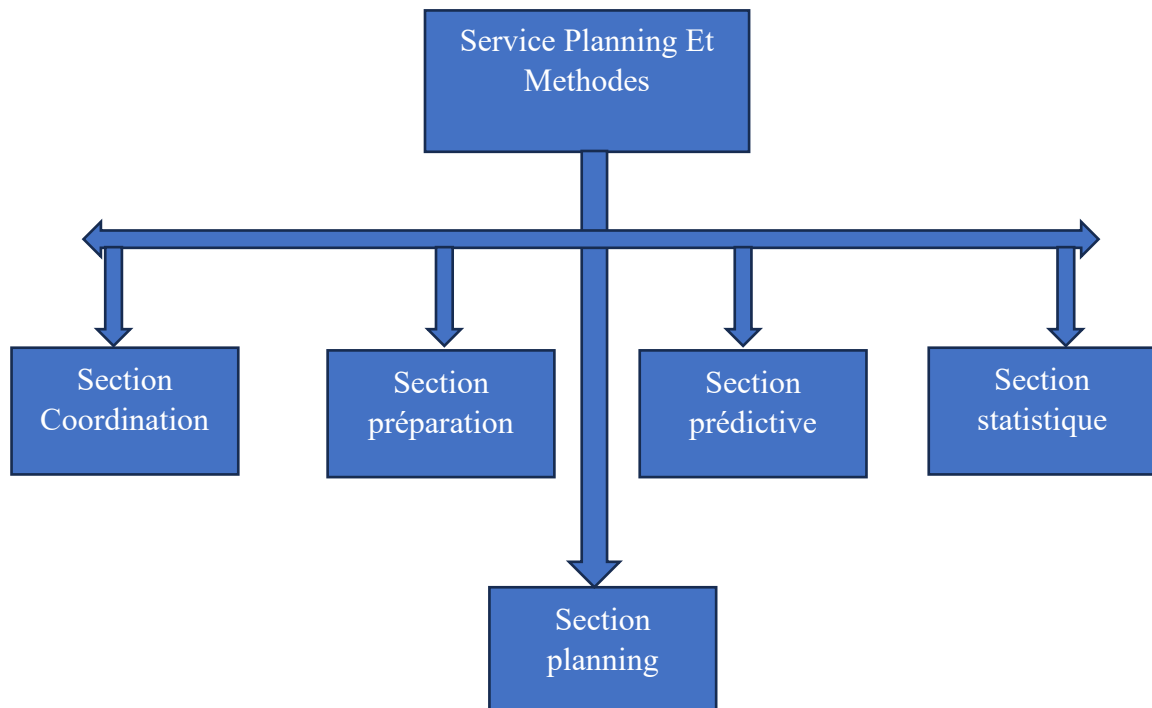 Service Planning Et
Methodes
Section
Coordination
Section
préparation
Section
prédictive
Section
statistique
Section
planning